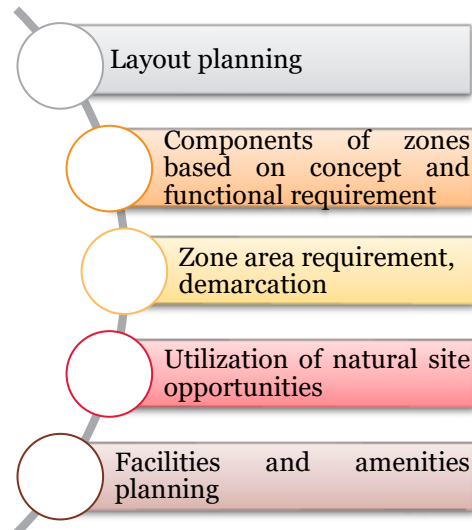 Layout planning
Components of zones
based on concept and
functional requirement
Zone area requirement,
demarcation
Utilization of natural site
opportunities
Facilities and amenities
planning